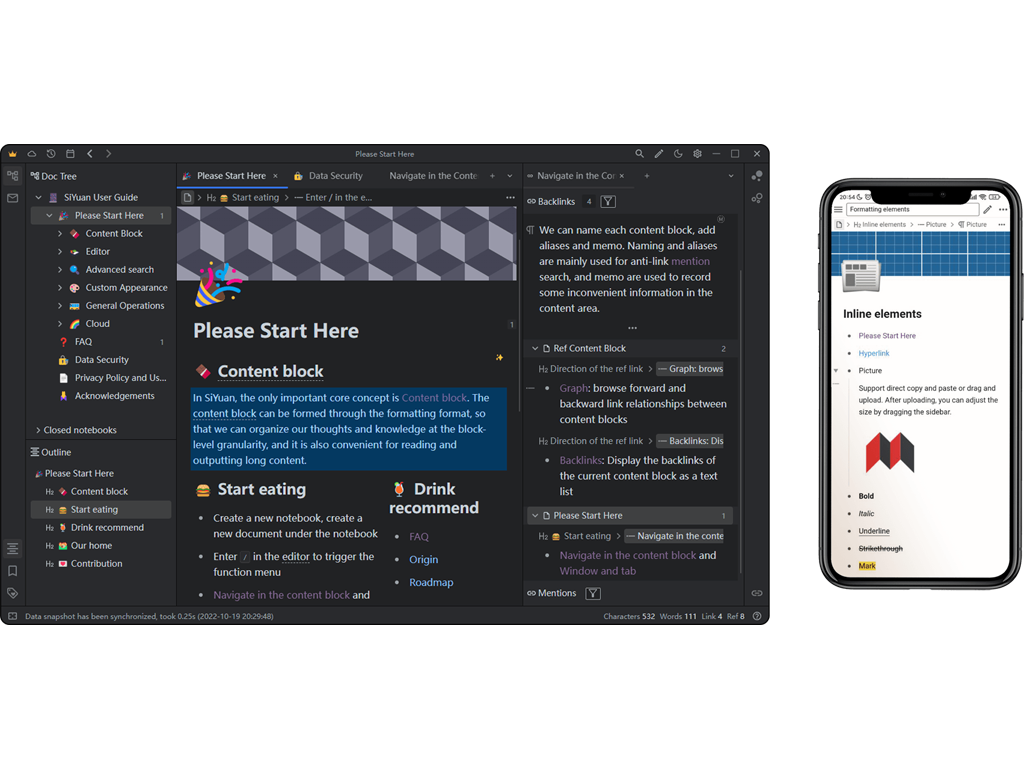 Please Start Here
Doc Tree
SiYuan User Guide
Please Start Here 1
Content Block
Editor
Advanced search
Custom Appearance
General Operations
Cloud
FAQ 1
Data Security
Privacy Policy and Us...
Acknowledgements
Closed notebooks
Outline
Please Start Here
H2 Content block
H2 Start eating
H2 Drink recommend
H2 Our home
H2 Contribution
Please Start Here × Data Security Navigate in the Conte +
H2 Start eating Enter / in the e... •••
Please Start Here
1
Content block
In SiYuan, the only important core concept is Content block. The
content block can be formed through the formatting format, so
that we can organize our thoughts and knowledge at the block-
level granularity, and it is also convenient for reading and
outputting long content.
Start eating
• Create a new notebook, create a
new document under the notebook
• Enter / in the editor to trigger the
function menu
• Navigate in the content block and
Drink
recommend
• FAQ
• Origin
• Roadmap
Navigate in the Cor × +
Backlinks 4
We can name each content block, add
aliases and memo. Naming and aliases
are mainly used for anti-link mention
search, and memo are used to record
some inconvenient information in the
content area.
•••
Ref Content Block 2
H2 Direction of the ref link Graph: brows
• Graph: browse forward and
backward link relationships between
content blocks
H2 Direction of the ref link Backlinks: Dis
• Backlinks: Display the backlinks of
the current content block as a text
list
Please Start Here 1
H2 Start eating Navigate in the conte
• Navigate in the content block and
Window and tab
Mentions
Data snapshot has been synchronized, took 0.25s (2022-10-19 20:29:48)
Characters 532 Words 111 Link 4 Ref 8
20:54
Formatting elements
H2 Inline elements Picture Picture •••
Inline elements
• Please Start Here
• Hyperlink
• Picture
Support direct copy and paste or drag and
upload. After uploading, you can adjust the
size by dragging the sidebar.
• Bold
• Italic
• Underline
• Strikethrough
• Mark